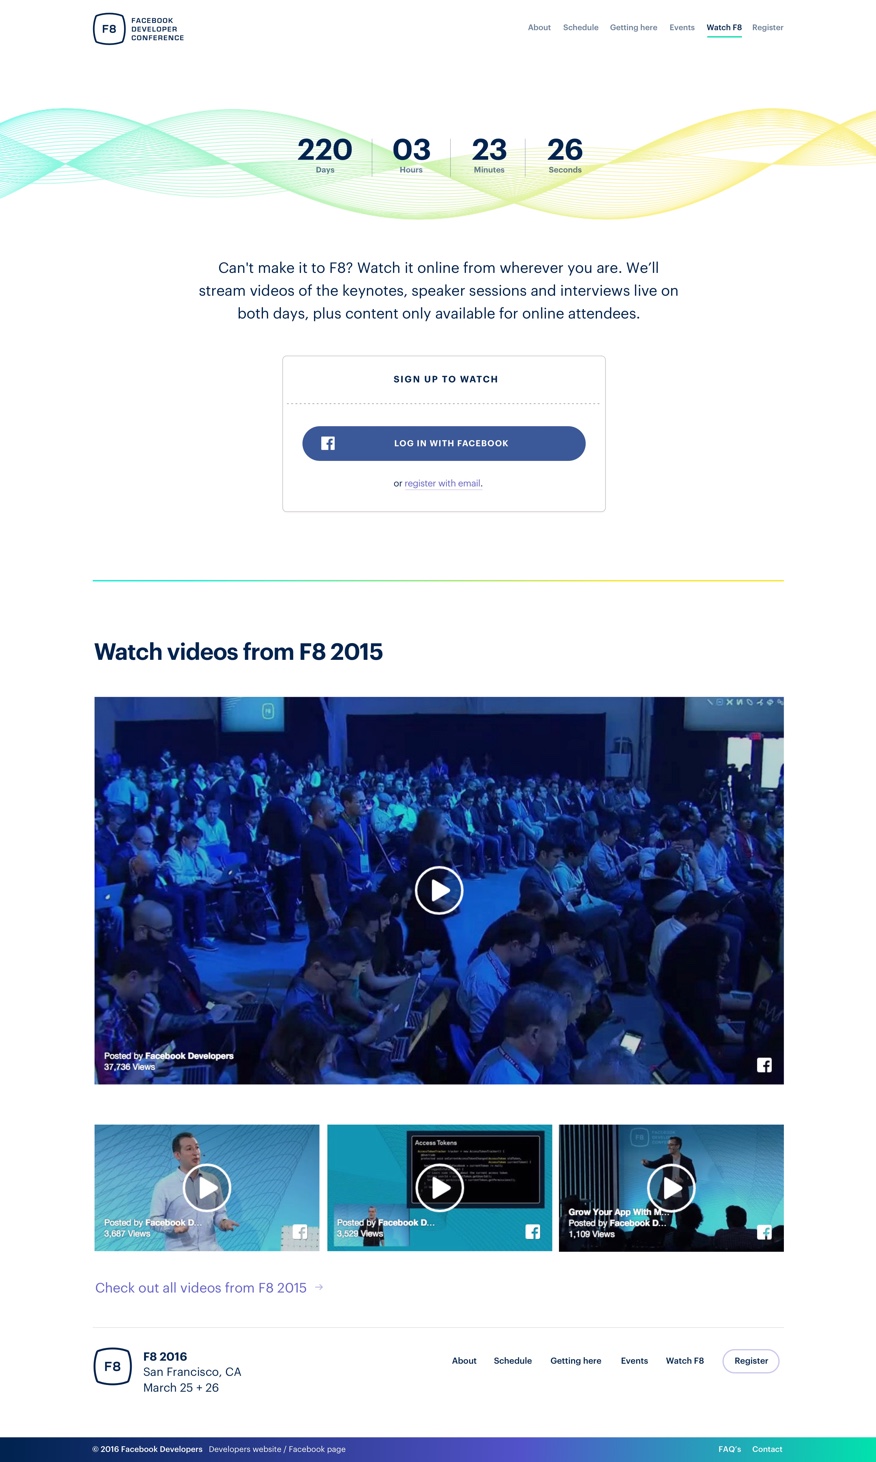 F8
FACEBOOK
DEVELOPER
CONFERENCE
About Schedule Getting here Events Watch F8 Register
220 03 23 26
Days Hours Minutes Seconds
Can't make it to F8? Watch it online from wherever you are. We’ll
stream videos of the keynotes, speaker sessions and interviews live on
both days, plus content only available for online attendees.
SIGN UP TO WATCH
LOG IN WITH FACEBOOK
or register with email.
Watch videos from F8 2015
Posted by Facebook Developers
37,736 Views
Access Tokens
Posted by Facebook D...
3,687 Views
Posted by Facebook D...
3,529 Views
F8
Grow Your App With M...
Posted by Facebook D...
1,109 Views
Check out all videos from F8 2015 →
F8
F8 2016
San Francisco, CA
March 25 + 26
About Schedule Getting here Events Watch F8 Register
© 2016 Facebook Developers Developers website / Facebook page FAQ's Contact